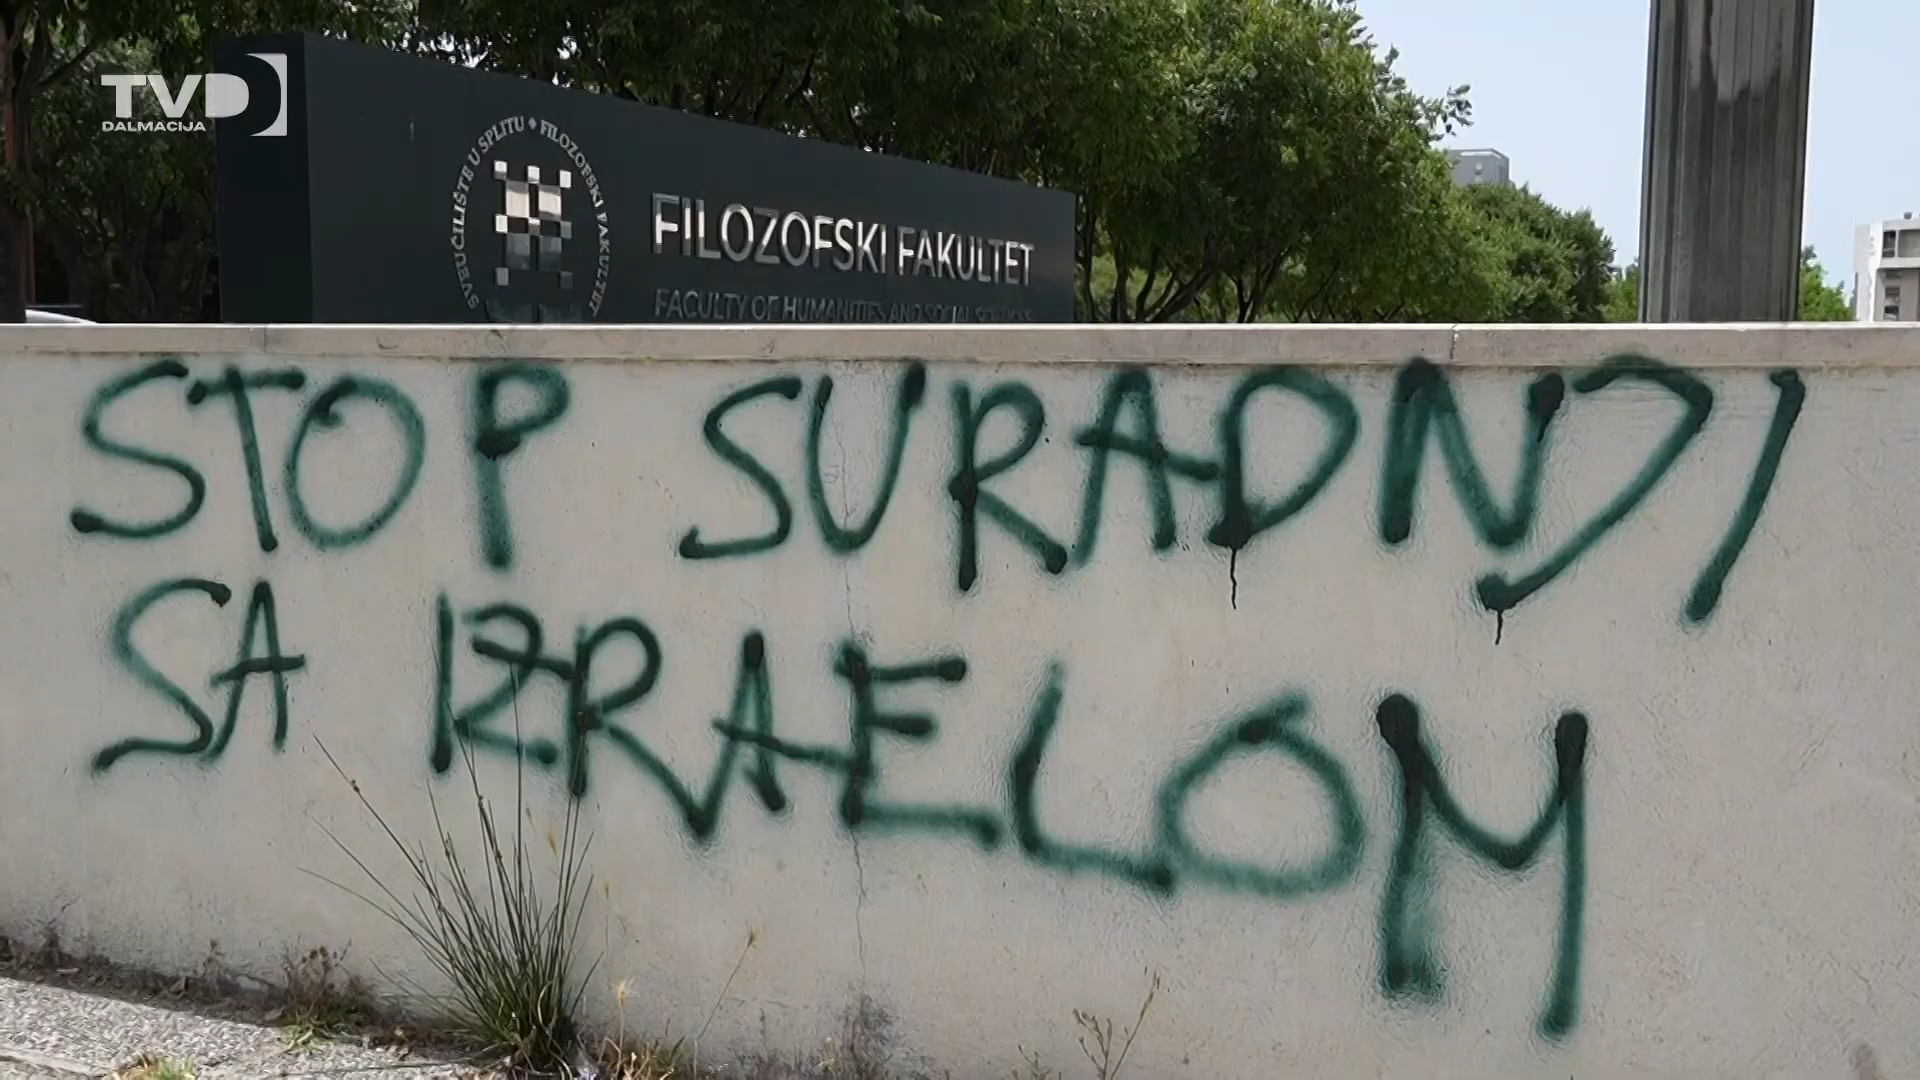 TVD
DALMACIJA
SVEUČILIŠTE U SPLITU ♦ FILOZOFSKI FAKULTET
FILOZOFSKI FAKULTET
FACULTY OF HUMANITIES AND SOCIAL SCIENCES
STOP SURADNJI
SA IZRAELOM